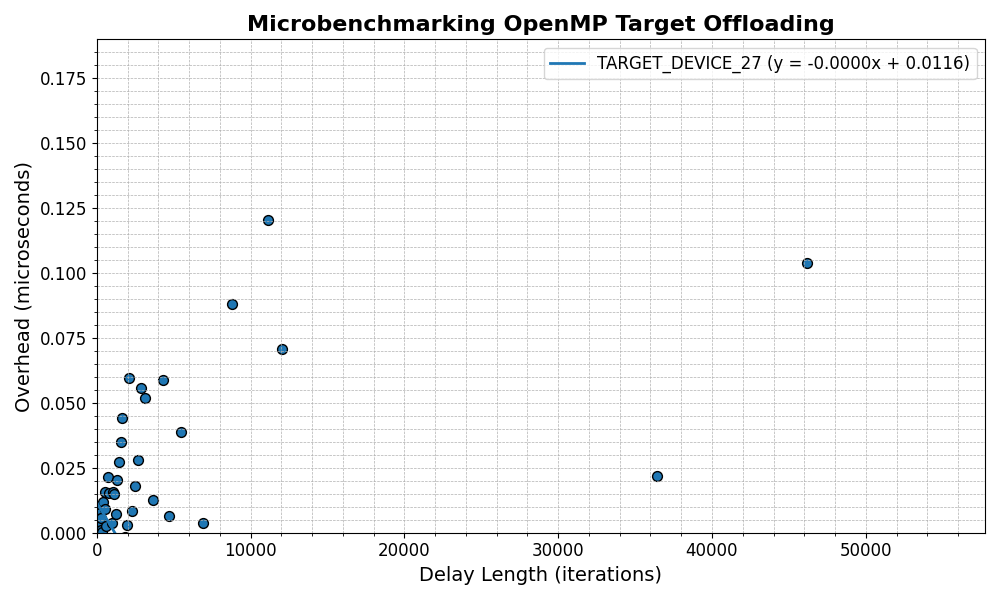 Microbenchmarking OpenMP Target Offloading
TARGET_DEVICE_27 (y = -0.0000x + 0.0116)
Overhead (microseconds)
0.175
0.150
0.125
0.100
0.075
0.050
0.025
0.000
0 10000 20000 30000 40000 50000
Delay Length (iterations)